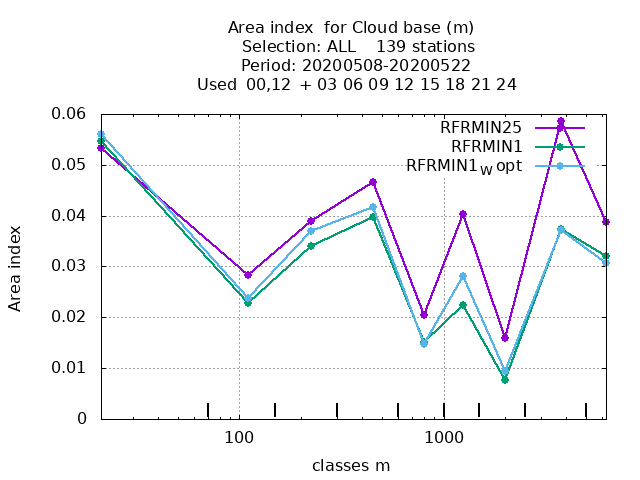 Area index for Cloud base (m)
Selection: ALL 139 stations
Period: 20200508-20200522
Used 00,12 + 03 06 09 12 15 18 21 24
0.06
RFRMIN25
RFRMIN1
RFRMIN1W opt
0.05
0.04
0.03
0.02
0.01
0
Area index
100
1000
classes m